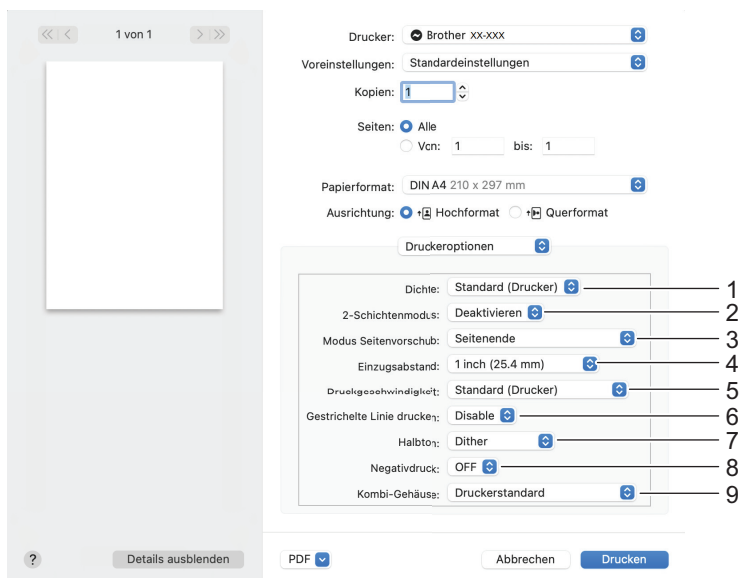 1 von 1
Drucker: Brother XX-XXX
Voreinstellungen: Standardeinstellungen
Kopien: 1
Seiten: Alle
Von: 1 bis: 1
Papierformat: DIN A4 210 x 297 mm
Ausrichtung: Hochformat Querformat
Druckeroptionen
Dichte: Standard (Drucker) 1
2-Schichtenmodus: Deaktivieren 2
Modus Seitenvorschub: Seitenende 3
Einzugsabstand: 1 inch (25.4 mm) 4
Druckgeschwindigkeit: Standard (Drucker) 5
Gestrichelte Linie drucken: Disable 6
Halbton: Dither 7
Negativdruck: OFF 8
Kombi-Gehäuse: Druckerstandard 9
? Details ausblenden PDF Abbrechen Drucken